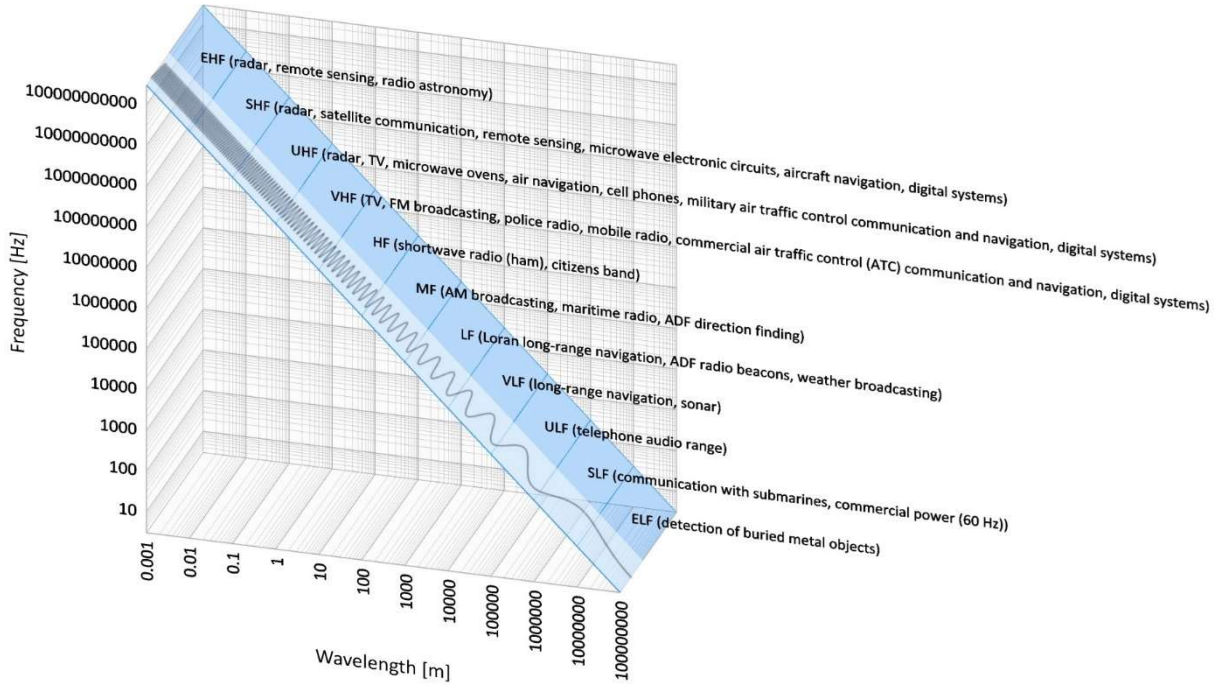 EHF (radar, remote sensing, radio astronomy)
SHF (radar, satellite communication, remote sensing, microwave electronic circuits, aircraft navigation, digital systems)
UHF (radar, TV, microwave ovens, air navigation, cell phones, military air traffic control communication and navigation, digital systems)
VHF (TV, FM broadcasting, police radio, mobile radio, commercial air traffic control (ATC) communication and navigation, digital systems)
HF (shortwave radio (ham), citizens band)
MF (AM broadcasting, maritime radio, ADF direction finding)
LF (Loran long-range navigation, ADF radio beacons, weather broadcasting)
VLF (long-range navigation, sonar)
ULF (telephone audio range)
SLF (communication with submarines, commercial power (60 Hz))
ELF (detection of buried metal objects)
Frequency [Hz]
100000000000
10000000000
1000000000
100000000
10000000
1000000
100000
10000
1000
100
10
0.001
0.01
0.1
1
10
100
1000
10000
100000
1000000
10000000
100000000
Wavelength [m]